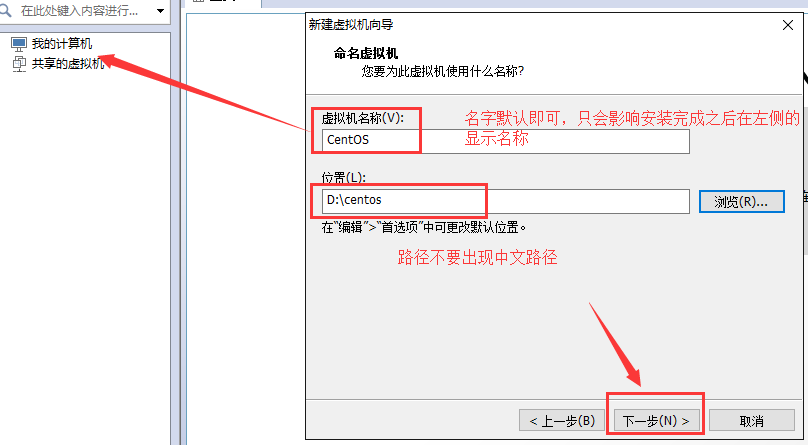 在此处键入内容进行...
我的计算机
共享的虚拟机
新建虚拟机向导
命名虚拟机
您要为此虚拟机使用什么名称?
虚拟机名称(V):
CentOS
名字默认即可，只会影响安装完成之后在左侧的
显示名称
位置(L):
D:\centos
浏览(R)...
在“编辑”>“首选项”中可更改默认位置。
路径不要出现中文路径
< 上一步(B)
下一步(N) >
取消